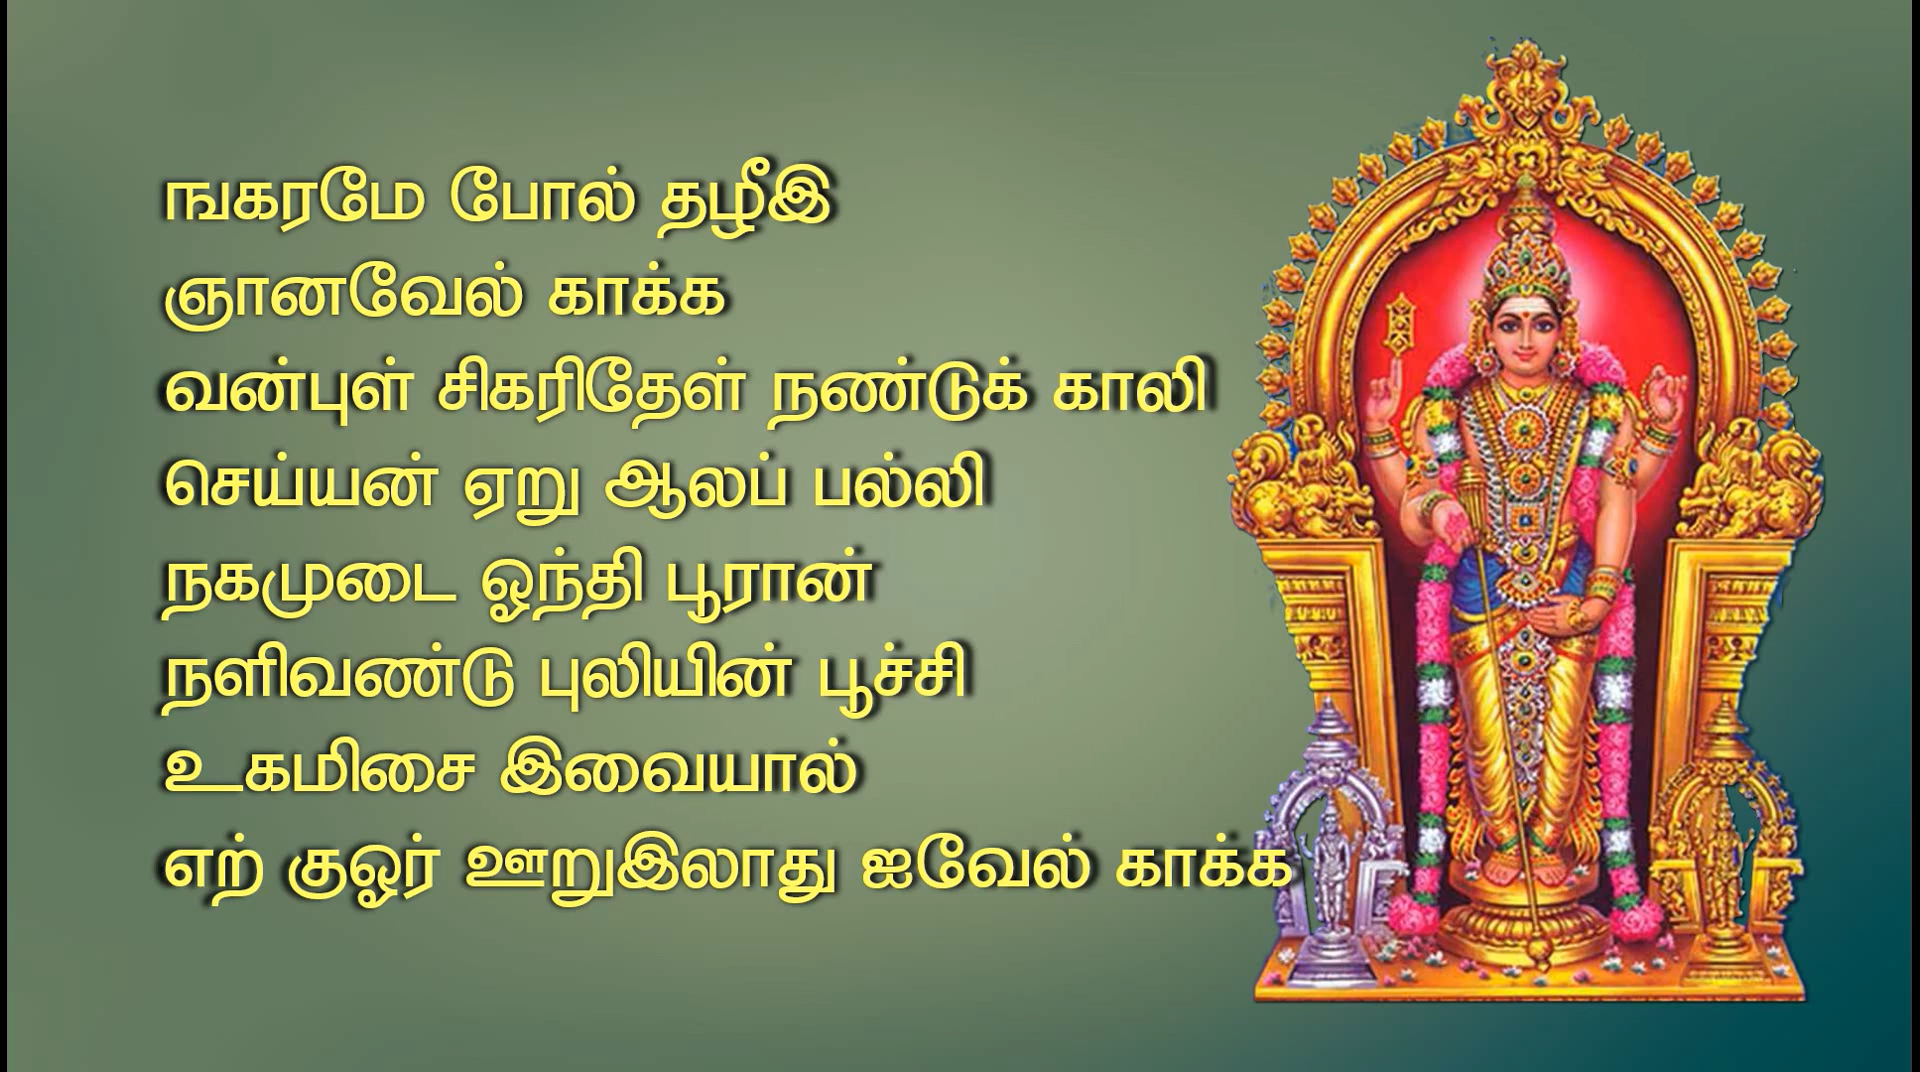 ஙகரமே போல் தழீஇ
ஞானவேல் காக்க
வன்புள் சிகரிதேள் நண்டுக் காலி
செய்யன் ஏறு ஆலப் பல்லி
நகமுடை ஓந்தி பூரான்
நளிவண்டு புலியின் பூச்சி
உகமிசை இவையால்
எற் குஓர் ஊறுஇலாது ஐவேல் காக்க